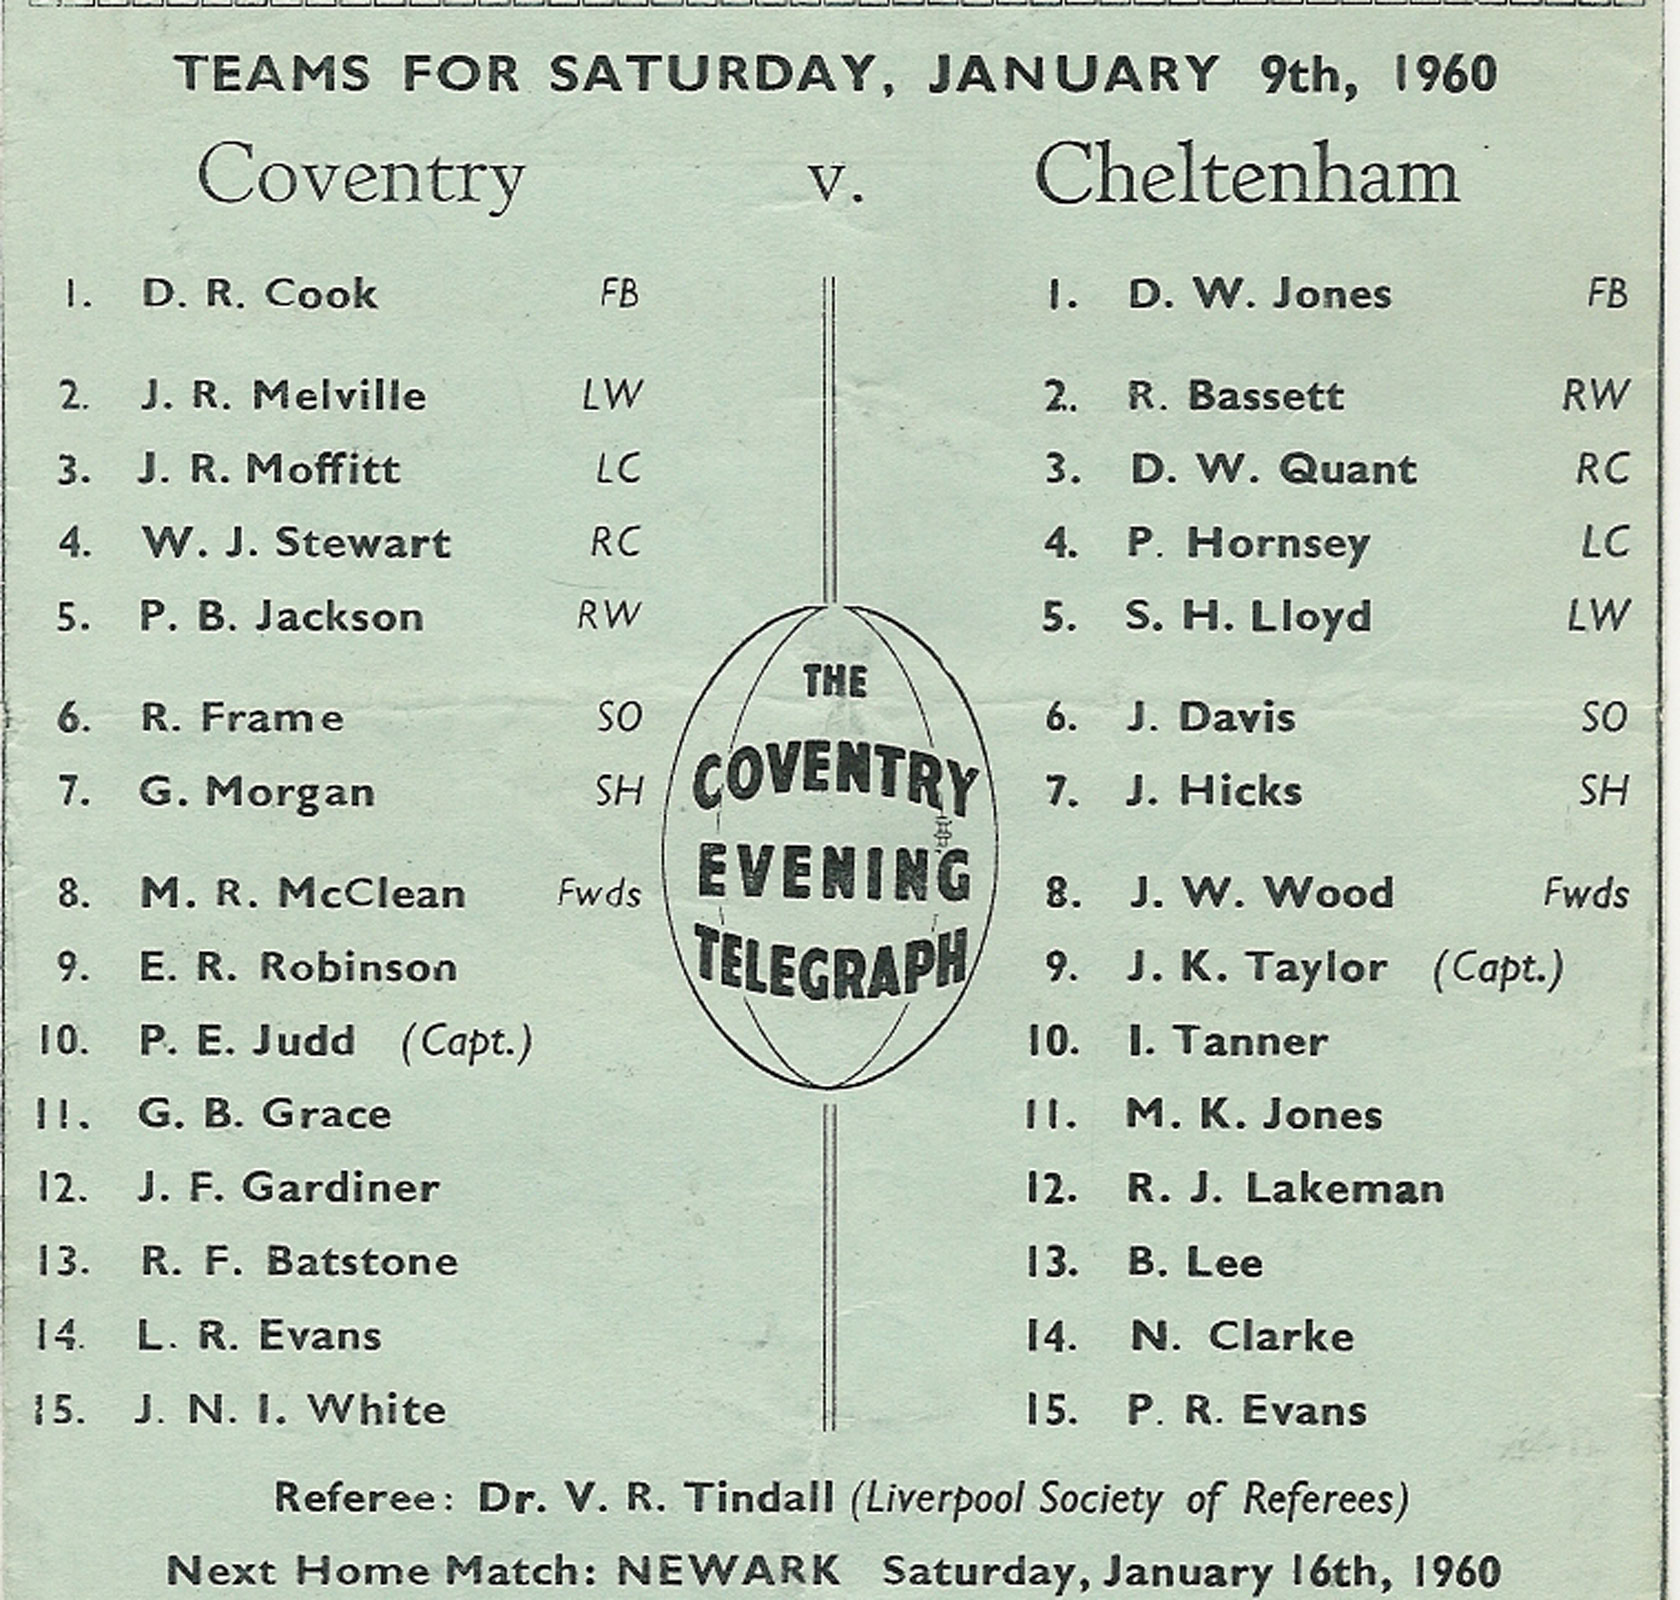 TEAMS FOR SATURDAY, JANUARY 9th, 1960
Coventry v. Cheltenham
1. D. R. Cook FB 1. D. W. Jones FB
2. J. R. Melville LW 2. R. Bassett RW
3. J. R. Moffitt LC 3. D. W. Quant RC
4. W. J. Stewart RC 4. P. Hornsey LC
5. P. B. Jackson RW 5. S. H. Lloyd LW
6. R. Frame SO 6. J. Davis SO
7. G. Morgan SH 7. J. Hicks SH
8. M. R. McClean Fwds 8. J. W. Wood Fwds
9. E. R. Robinson 9. J. K. Taylor (Capt.)
10. P. E. Judd (Capt.) 10. I. Tanner
11. G. B. Grace 11. M. K. Jones
12. J. F. Gardiner 12. R. J. Lakeman
13. R. F. Batstone 13. B. Lee
14. L. R. Evans 14. N. Clarke
15. J. N. I. White 15. P. R. Evans
THE
COVENTRY
EVENING
TELEGRAPH
Referee: Dr. V. R. Tindall (Liverpool Society of Referees)
Next Home Match: NEWARK Saturday, January 16th, 1960